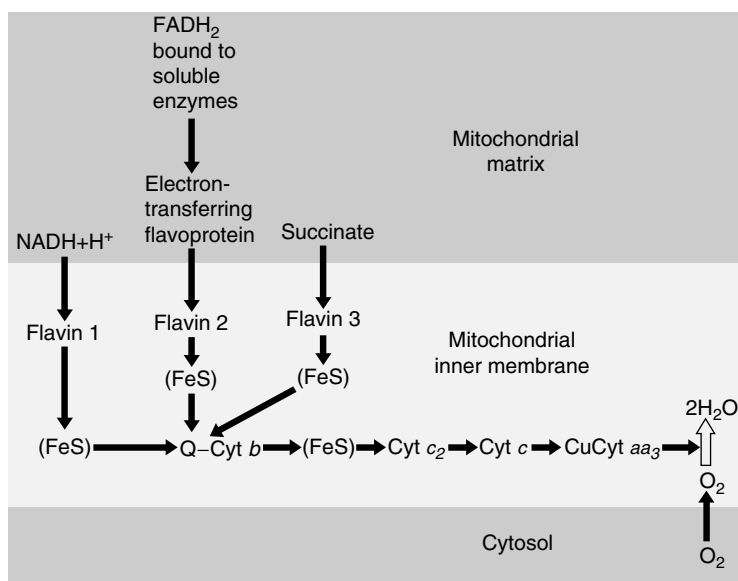 FADH₂
bound to
soluble
enzymes
Mitochondrial
matrix
Electron-
transferring
flavoprotein
NADH+H⁺
Succinate
Flavin 1
Flavin 2
Flavin 3
Mitochondrial
inner membrane
(FeS)
(FeS)
2H₂O
(FeS) Q–Cyt b (FeS) Cyt c₂ Cyt c CuCyt aa₃
O₂
Cytosol
O₂